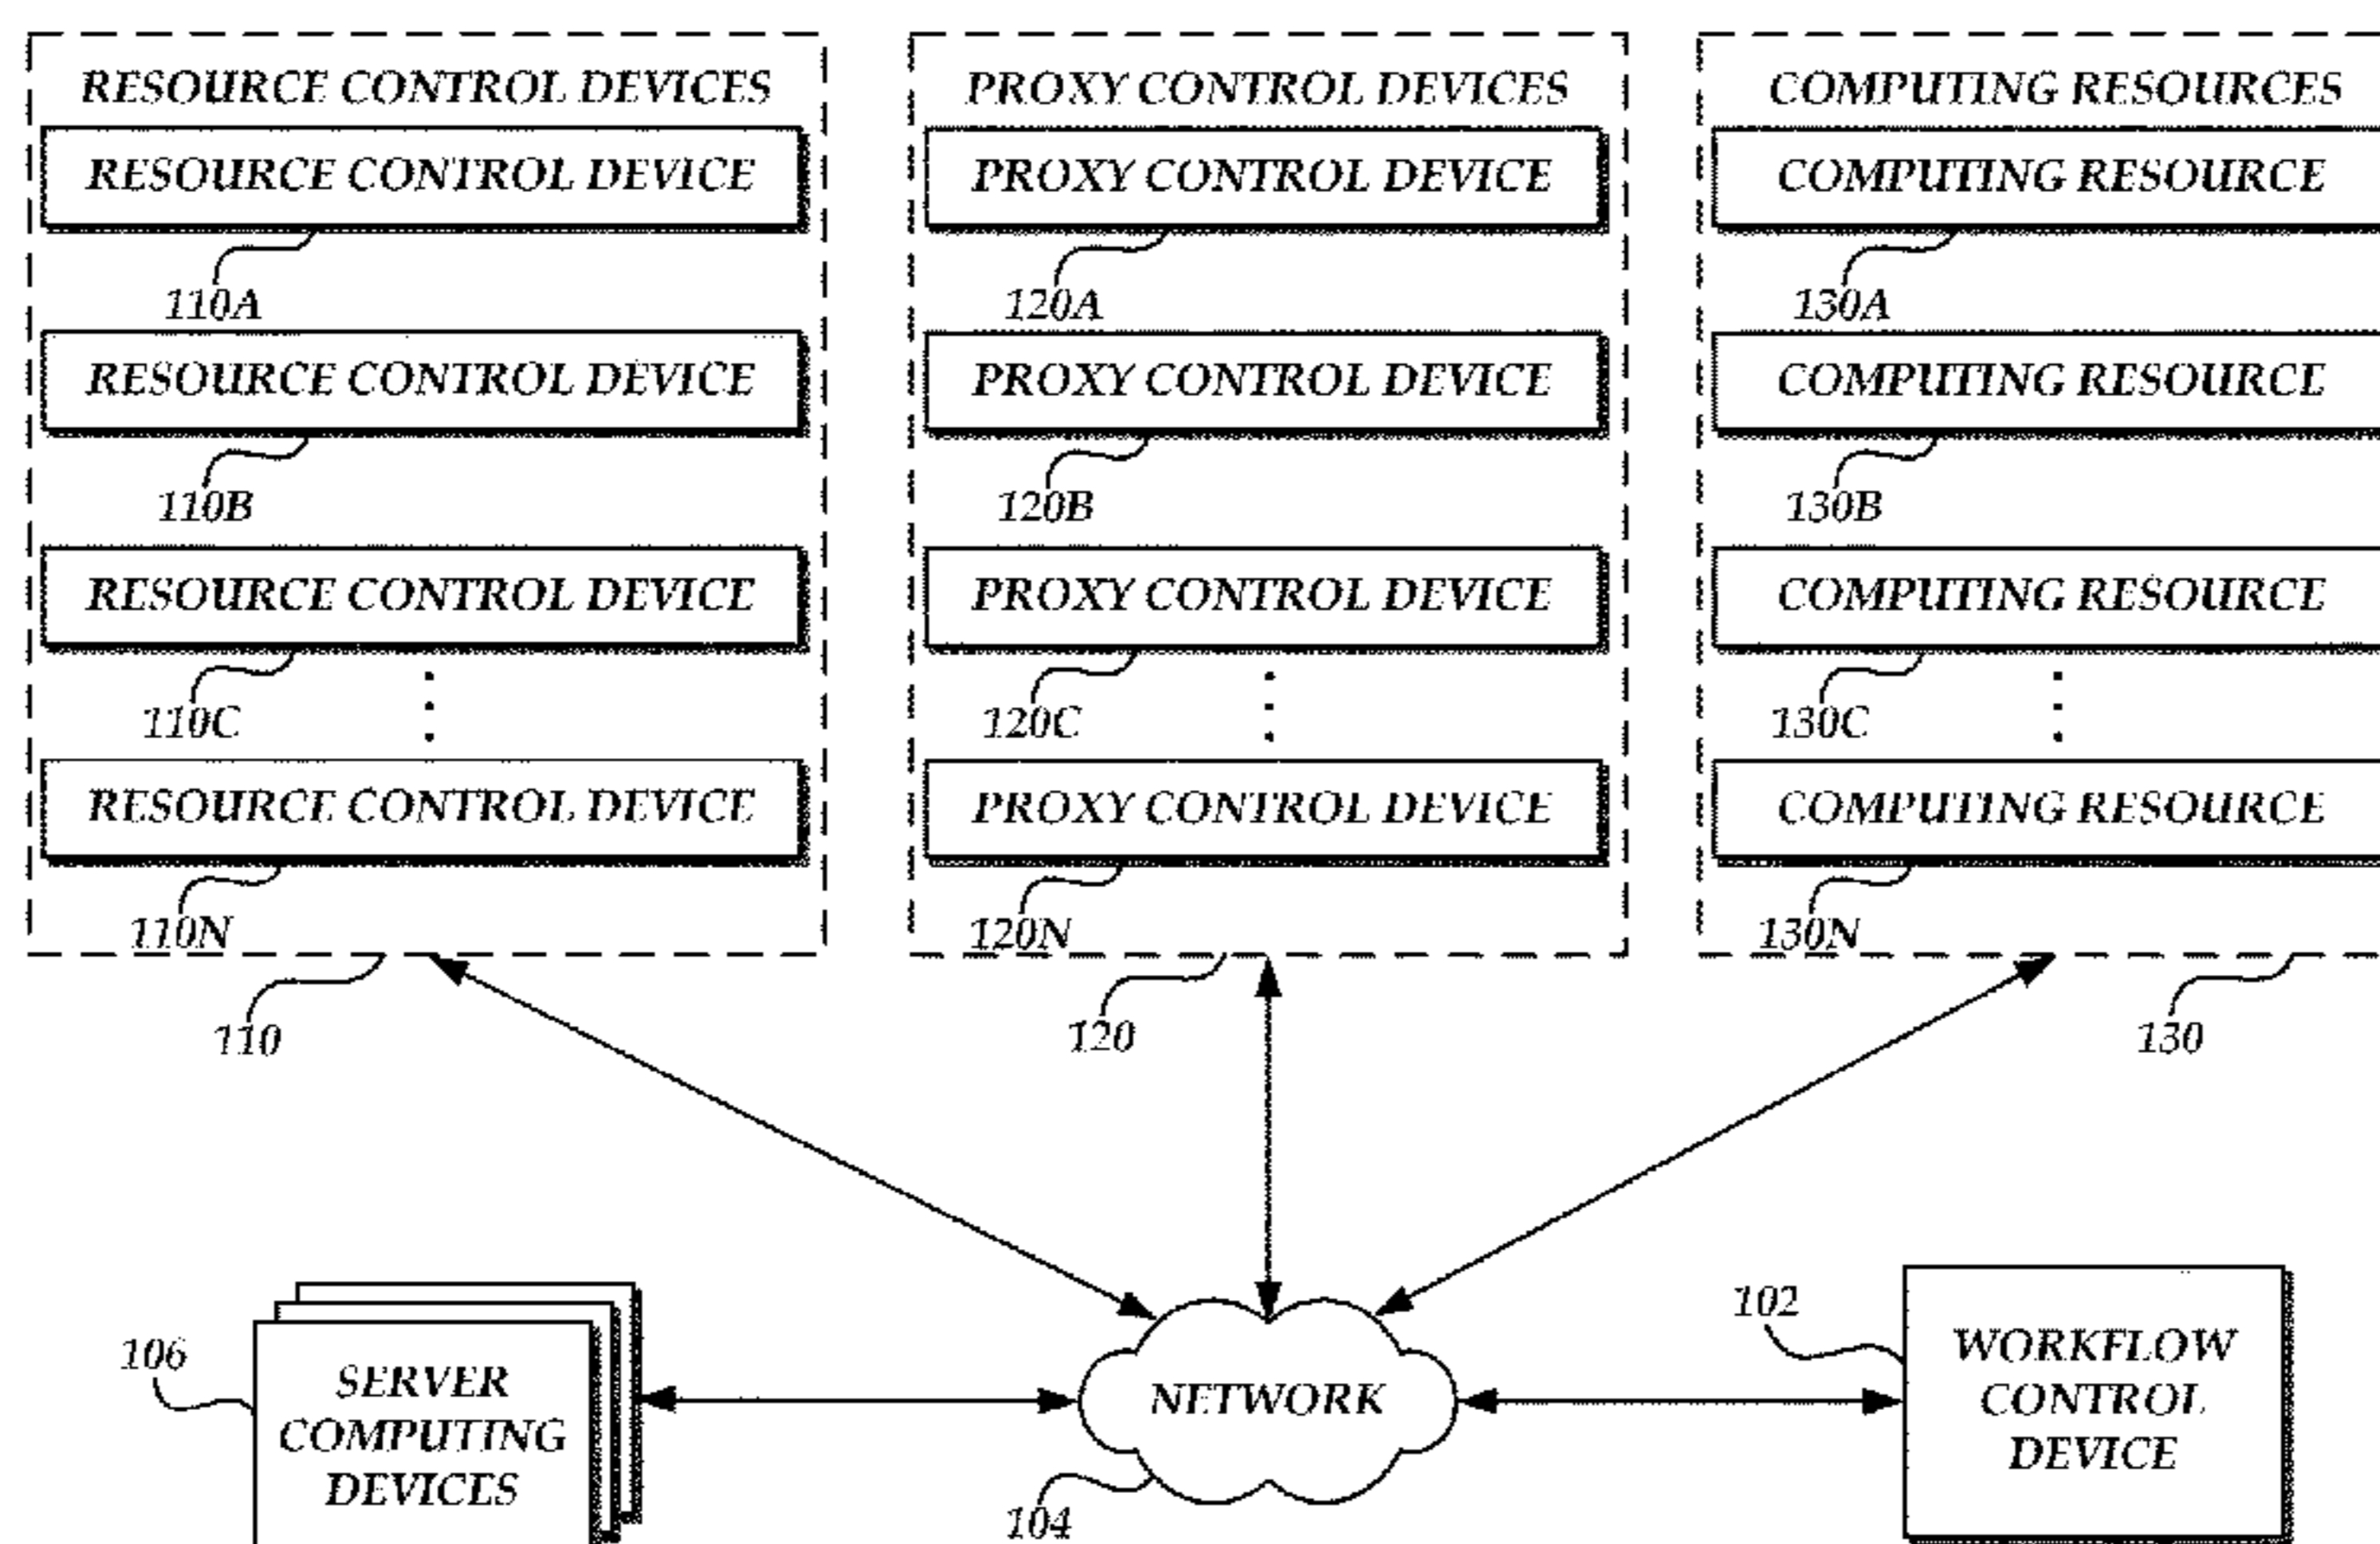 RESOURCE CONTROL DEVICES
RESOURCE CONTROL DEVICE
110A
RESOURCE CONTROL DEVICE
110B
RESOURCE CONTROL DEVICE
110C
RESOURCE CONTROL DEVICE
110N
110
PROXY CONTROL DEVICES
PROXY CONTROL DEVICE
120A
PROXY CONTROL DEVICE
120B
PROXY CONTROL DEVICE
120C
PROXY CONTROL DEVICE
120N
120
COMPUTING RESOURCES
COMPUTING RESOURCE
130A
COMPUTING RESOURCE
130B
COMPUTING RESOURCE
130C
COMPUTING RESOURCE
130N
130
106
SERVER
COMPUTING
DEVICES
NETWORK
104
102
WORKFLOW
CONTROL
DEVICE